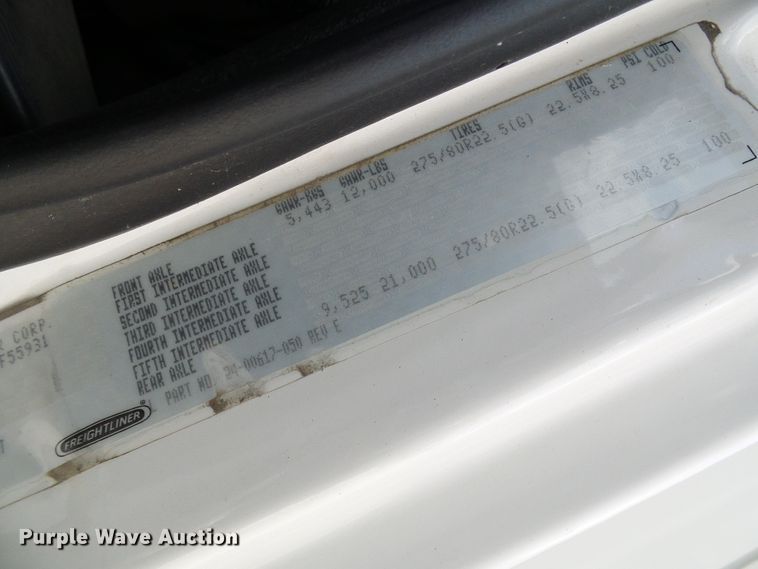 GAWR-KGS GAWR-LBS TIRES RIMS PSI COLD
FRONT AXLE 5,443 12,000 275/80R22.5(G) 22.5X8.25 100
FIRST INTERMEDIATE AXLE
SECOND INTERMEDIATE AXLE
THIRD INTERMEDIATE AXLE
FOURTH INTERMEDIATE AXLE
FIFTH INTERMEDIATE AXLE
REAR AXLE 9,525 21,000 275/80R22.5(G) 22.5X8.25 100
PART NO. 24-00617-050 REV E
R CORP.
F55931
T
FREIGHTLINER®
Purple Wave Auction